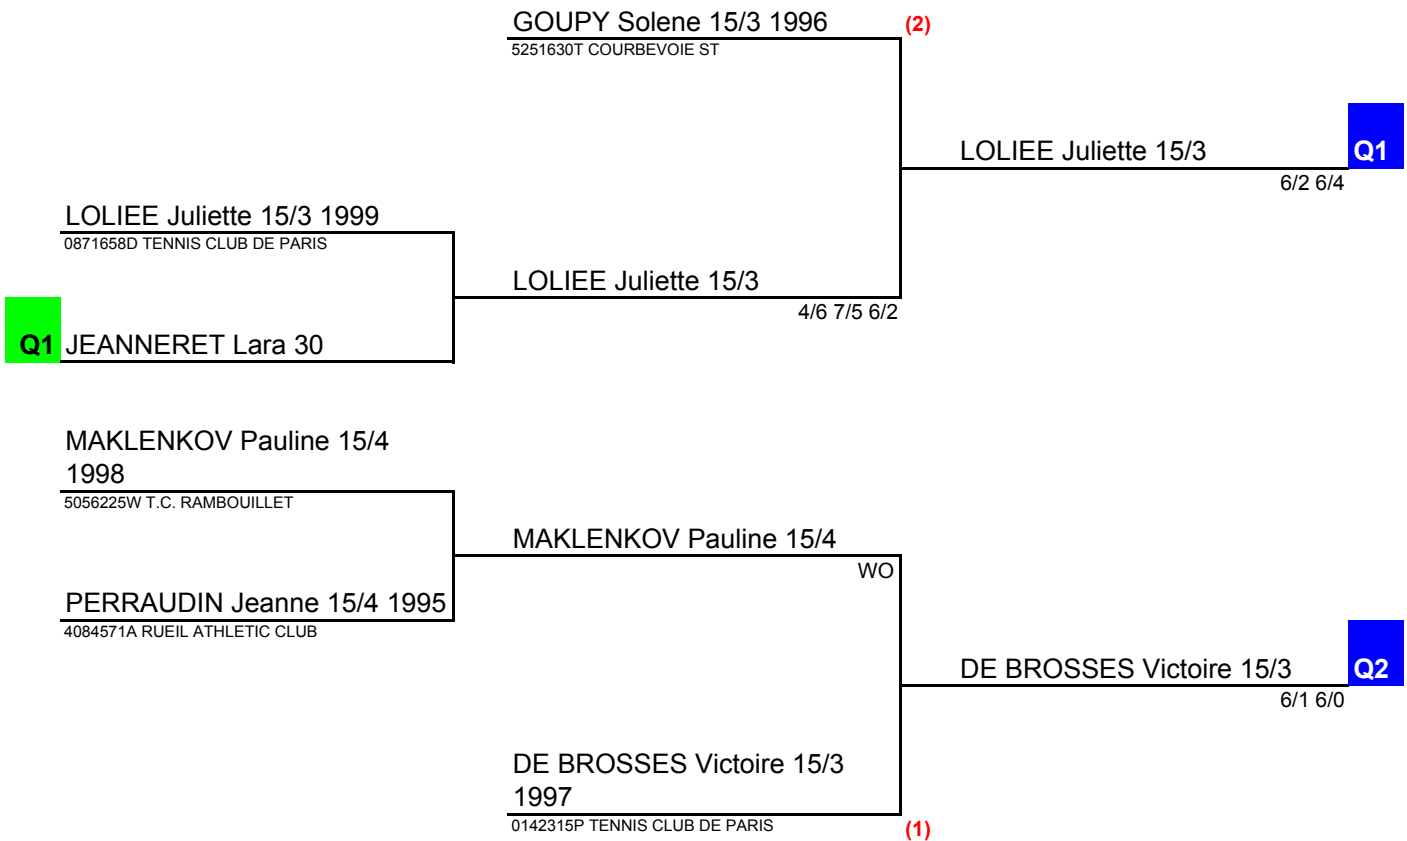 GOUPY Solene 15/3 1996 (2)
5251630T COURBEVOIE ST
LOLIEE Juliette 15/3 Q1
6/2 6/4
LOLIEE Juliette 15/3 1999
0871658D TENNIS CLUB DE PARIS
LOLIEE Juliette 15/3
4/6 7/5 6/2
Q1 JEANNERET Lara 30
MAKLENKOV Pauline 15/4
1998
5056225W T.C. RAMBOUILLET
MAKLENKOV Pauline 15/4
WO
PERRAUDIN Jeanne 15/4 1995
4084571A RUEIL ATHLETIC CLUB
DE BROSSES Victoire 15/3 Q2
6/1 6/0
DE BROSSES Victoire 15/3
1997
0142315P TENNIS CLUB DE PARIS (1)